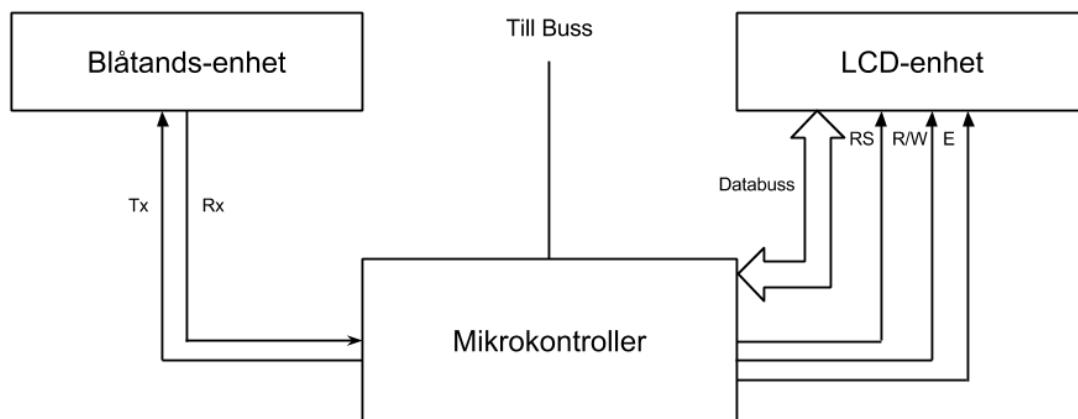 Till Buss
Blåtands-enhet
LCD-enhet
RS R/W E
Databuss
Tx Rx
Mikrokontroller